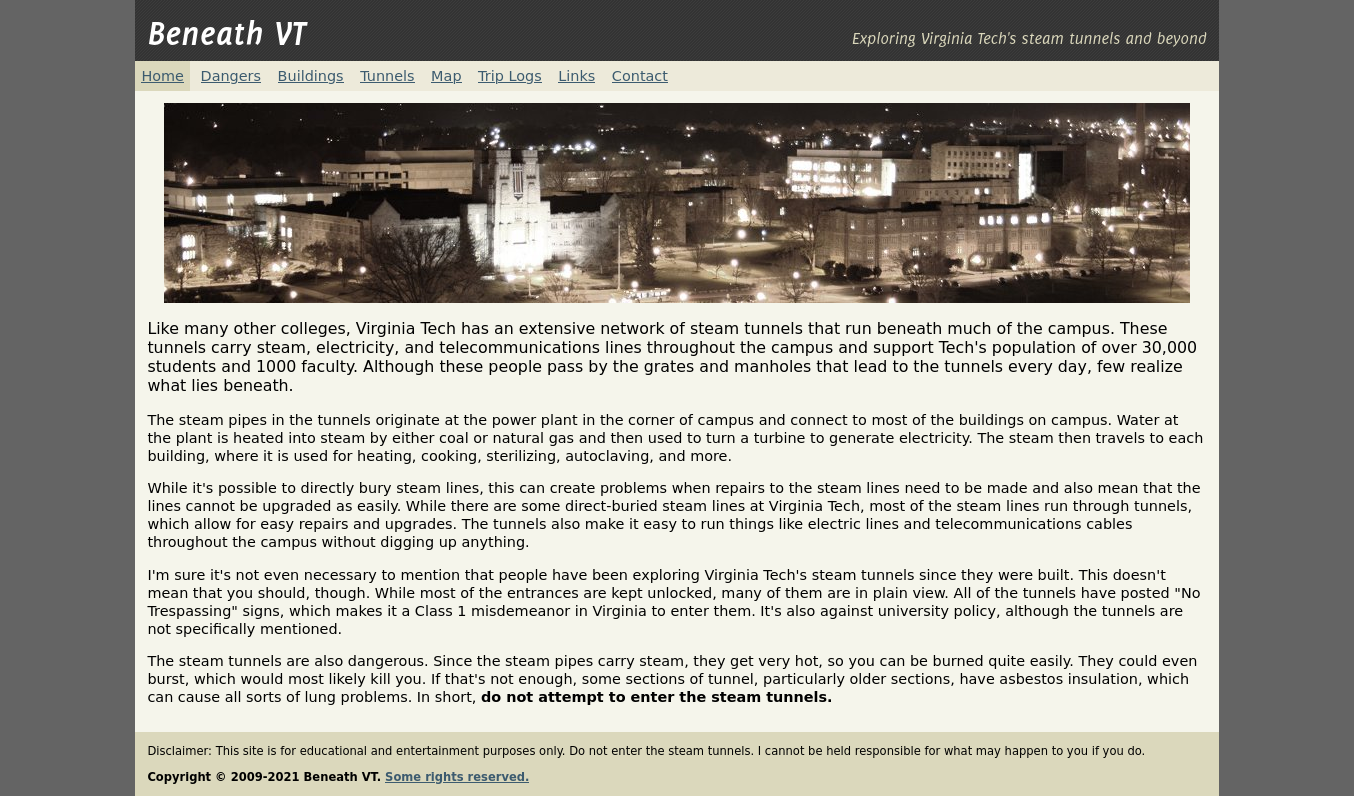 Beneath VT
Exploring Virginia Tech's steam tunnels and beyond
Home Dangers Buildings Tunnels Map Trip Logs Links Contact
Like many other colleges, Virginia Tech has an extensive network of steam tunnels that run beneath much of the campus. These
tunnels carry steam, electricity, and telecommunications lines throughout the campus and support Tech's population of over 30,000
students and 1000 faculty. Although these people pass by the grates and manholes that lead to the tunnels every day, few realize
what lies beneath.
The steam pipes in the tunnels originate at the power plant in the corner of campus and connect to most of the buildings on campus. Water at
the plant is heated into steam by either coal or natural gas and then used to turn a turbine to generate electricity. The steam then travels to each
building, where it is used for heating, cooking, sterilizing, autoclaving, and more.
While it's possible to directly bury steam lines, this can create problems when repairs to the steam lines need to be made and also mean that the
lines cannot be upgraded as easily. While there are some direct-buried steam lines at Virginia Tech, most of the steam lines run through tunnels,
which allow for easy repairs and upgrades. The tunnels also make it easy to run things like electric lines and telecommunications cables
throughout the campus without digging up anything.
I'm sure it's not even necessary to mention that people have been exploring Virginia Tech's steam tunnels since they were built. This doesn't
mean that you should, though. While most of the entrances are kept unlocked, many of them are in plain view. All of the tunnels have posted "No
Trespassing" signs, which makes it a Class 1 misdemeanor in Virginia to enter them. It's also against university policy, although the tunnels are
not specifically mentioned.
The steam tunnels are also dangerous. Since the steam pipes carry steam, they get very hot, so you can be burned quite easily. They could even
burst, which would most likely kill you. If that's not enough, some sections of tunnel, particularly older sections, have asbestos insulation, which
can cause all sorts of lung problems. In short, do not attempt to enter the steam tunnels.
Disclaimer: This site is for educational and entertainment purposes only. Do not enter the steam tunnels. I cannot be held responsible for what may happen to you if you do.
Copyright © 2009-2021 Beneath VT. Some rights reserved.